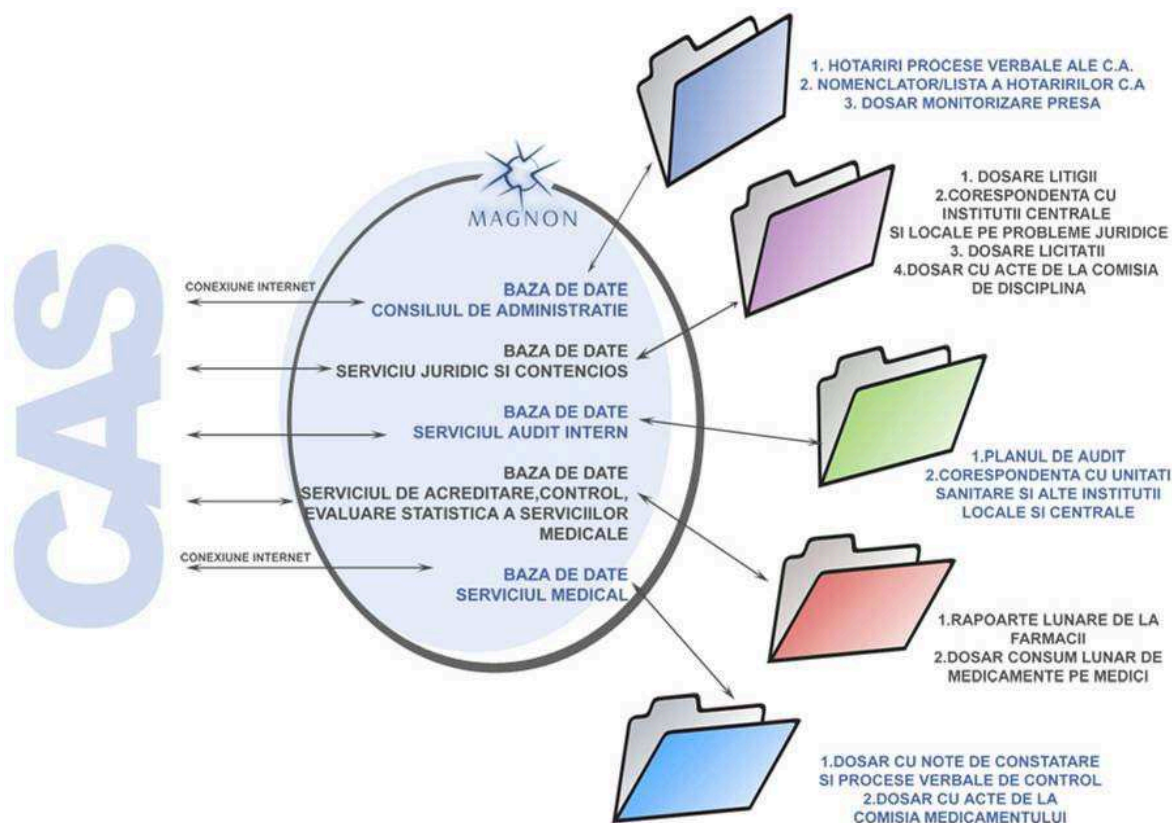 CAS
MAGNON
CONEXIUNE INTERNET
BAZA DE DATE
CONSILIUL DE ADMINISTRATIE
BAZA DE DATE
SERVICIU JURIDIC SI CONTENCIOS
BAZA DE DATE
SERVICIUL AUDIT INTERN
BAZA DE DATE
SERVICIUL DE ACREDITARE,CONTROL,
EVALUARE STATISTICA A SERVICIILOR
MEDICALE
CONEXIUNE INTERNET
BAZA DE DATE
SERVICIUL MEDICAL
1. HOTARIRI PROCESE VERBALE ALE C.A.
2. NOMENCLATOR/LISTA A HOTARIRILOR C.A
3. DOSAR MONITORIZARE PRESA
1. DOSARE LITIGII
2.CORESPONDENTA CU
INSTITUTII CENTRALE
SI LOCALE PE PROBLEME JURIDICE
3. DOSARE LICITATII
4.DOSAR CU ACTE DE LA COMISIA
DE DISCIPLINA
1.PLANUL DE AUDIT
2.CORESPONDENTA CU UNITATI
SANITARE SI ALTE INSTITUTII
LOCALE SI CENTRALE
1.RAPOARTE LUNARE DE LA
FARMACII
2.DOSAR CONSUM LUNAR DE
MEDICAMENTE PE MEDICI
1.DOSAR CU NOTE DE CONSTATARE
SI PROCESE VERBALE DE CONTROL
2.DOSAR CU ACTE DE LA
COMISIA MEDICAMENTULUI